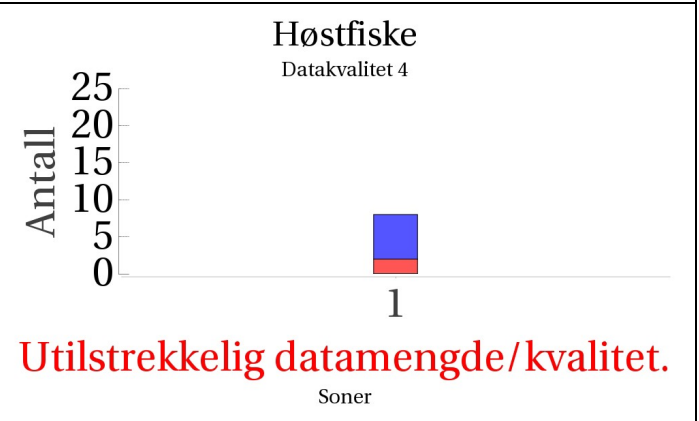 Høstfiske
Datakvalitet 4
25
20
15
10
5
0
Antall
1
Utilstrekkelig datamengde/kvalitet.
Soner